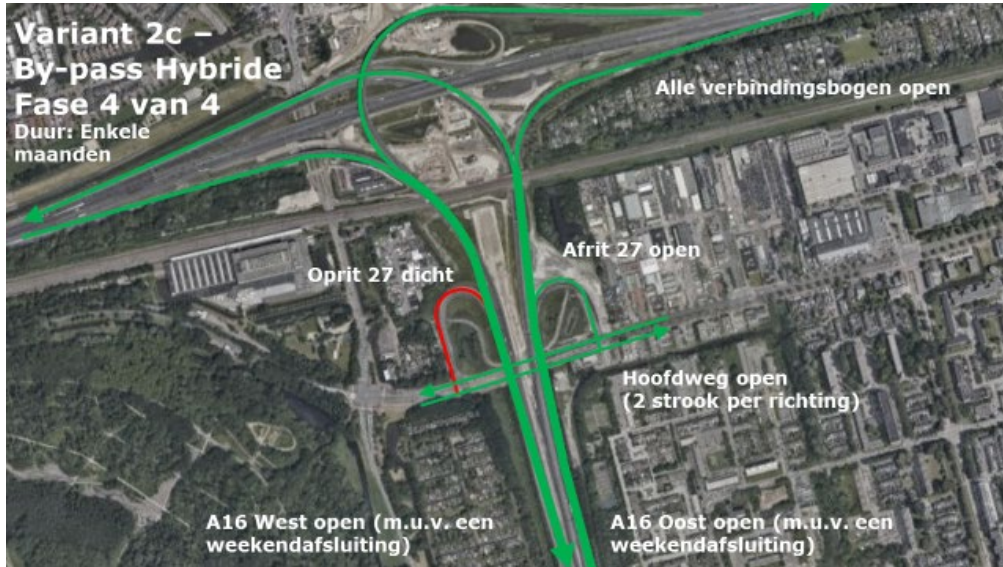 Variant 2c –
By-pass Hybride
Fase 4 van 4
Duur: Enkele
maanden
Alle verbindingsbogen open
Afrit 27 open
Oprit 27 dicht
Hoofdweg open
(2 strook per richting)
A16 West open (m.u.v. een
weekendafsluiting)
A16 Oost open (m.u.v. een
weekendafsluiting)